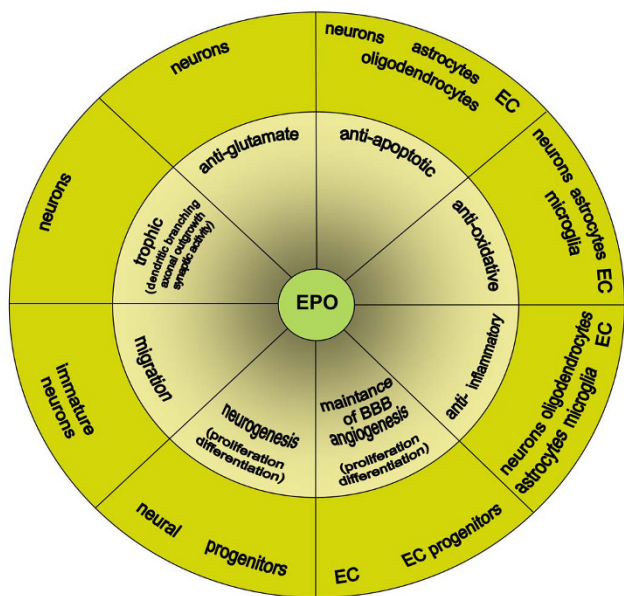 neurons
neurons astrocytes EC
oligodendrocytes
neurons astrocytes EC
microglia
neurons oligodendrocytes EC
astrocytes microglia
EC EC progenitors
neural progenitors
immature
neurons
neurons
anti-glutamate
anti-apoptotic
anti-oxidative
anti- inflammatory
maintance
of BBB
angiogenesis
(proliferation
differentiation)
neurogenesis
(proliferation
differentiation)
migration
trophic
(dendritic branching
axonal outgrowth
synaptic activity)
EPO